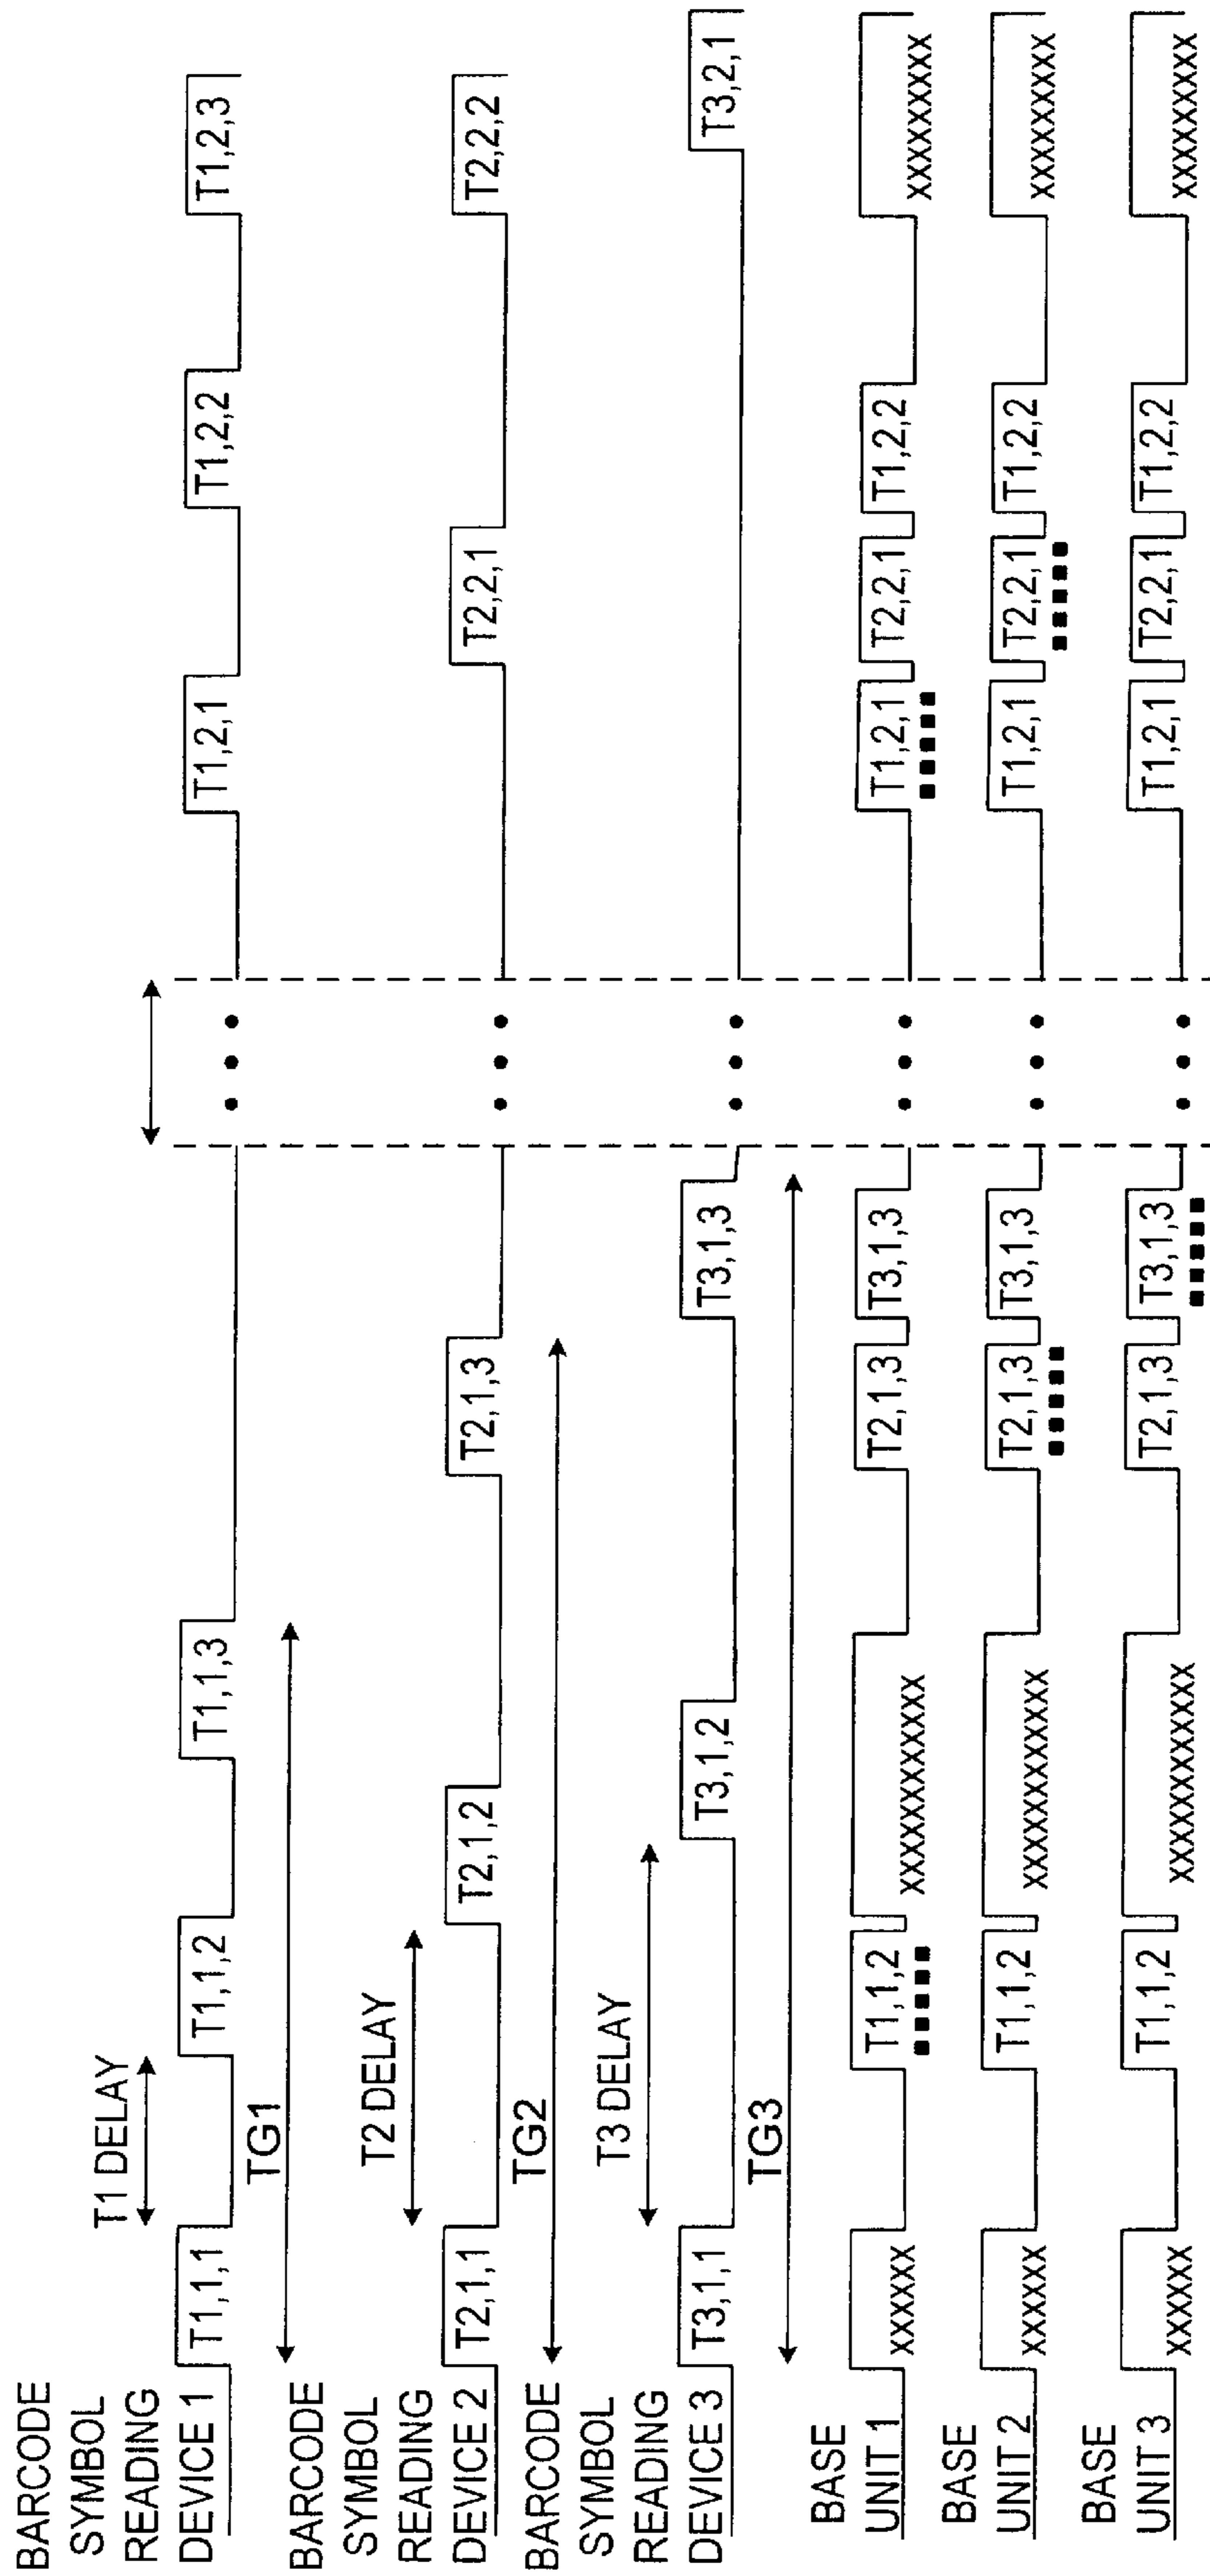 BARCODE
SYMBOL
READING
DEVICE 1
T1,1,1
T1 DELAY
T1,1,2
T1,1,3
T1,2,1
T1,2,2
T1,2,3
TG1
BARCODE
SYMBOL
READING
DEVICE 2
T2,1,1
T2 DELAY
T2,1,2
T2,1,3
T2,2,1
T2,2,2
TG2
BARCODE
SYMBOL
READING
DEVICE 3
T3,1,1
T3 DELAY
T3,1,2
T3,1,3
T3,2,1
TG3
BASE
UNIT 1
XXXXXX
T1,1,2
XXXXXXXXXXXX
T2,1,3
T3,1,3
T1,2,1
T2,2,1
T1,2,2
XXXXXXXXX
BASE
UNIT 2
XXXXXX
T1,1,2
XXXXXXXXXXXX
T2,1,3
T3,1,3
T1,2,1
T2,2,1
T1,2,2
XXXXXXXXX
BASE
UNIT 3
XXXXXX
T1,1,2
XXXXXXXXXXXX
T2,1,3
T3,1,3
T1,2,1
T2,2,1
T1,2,2
XXXXXXXXX